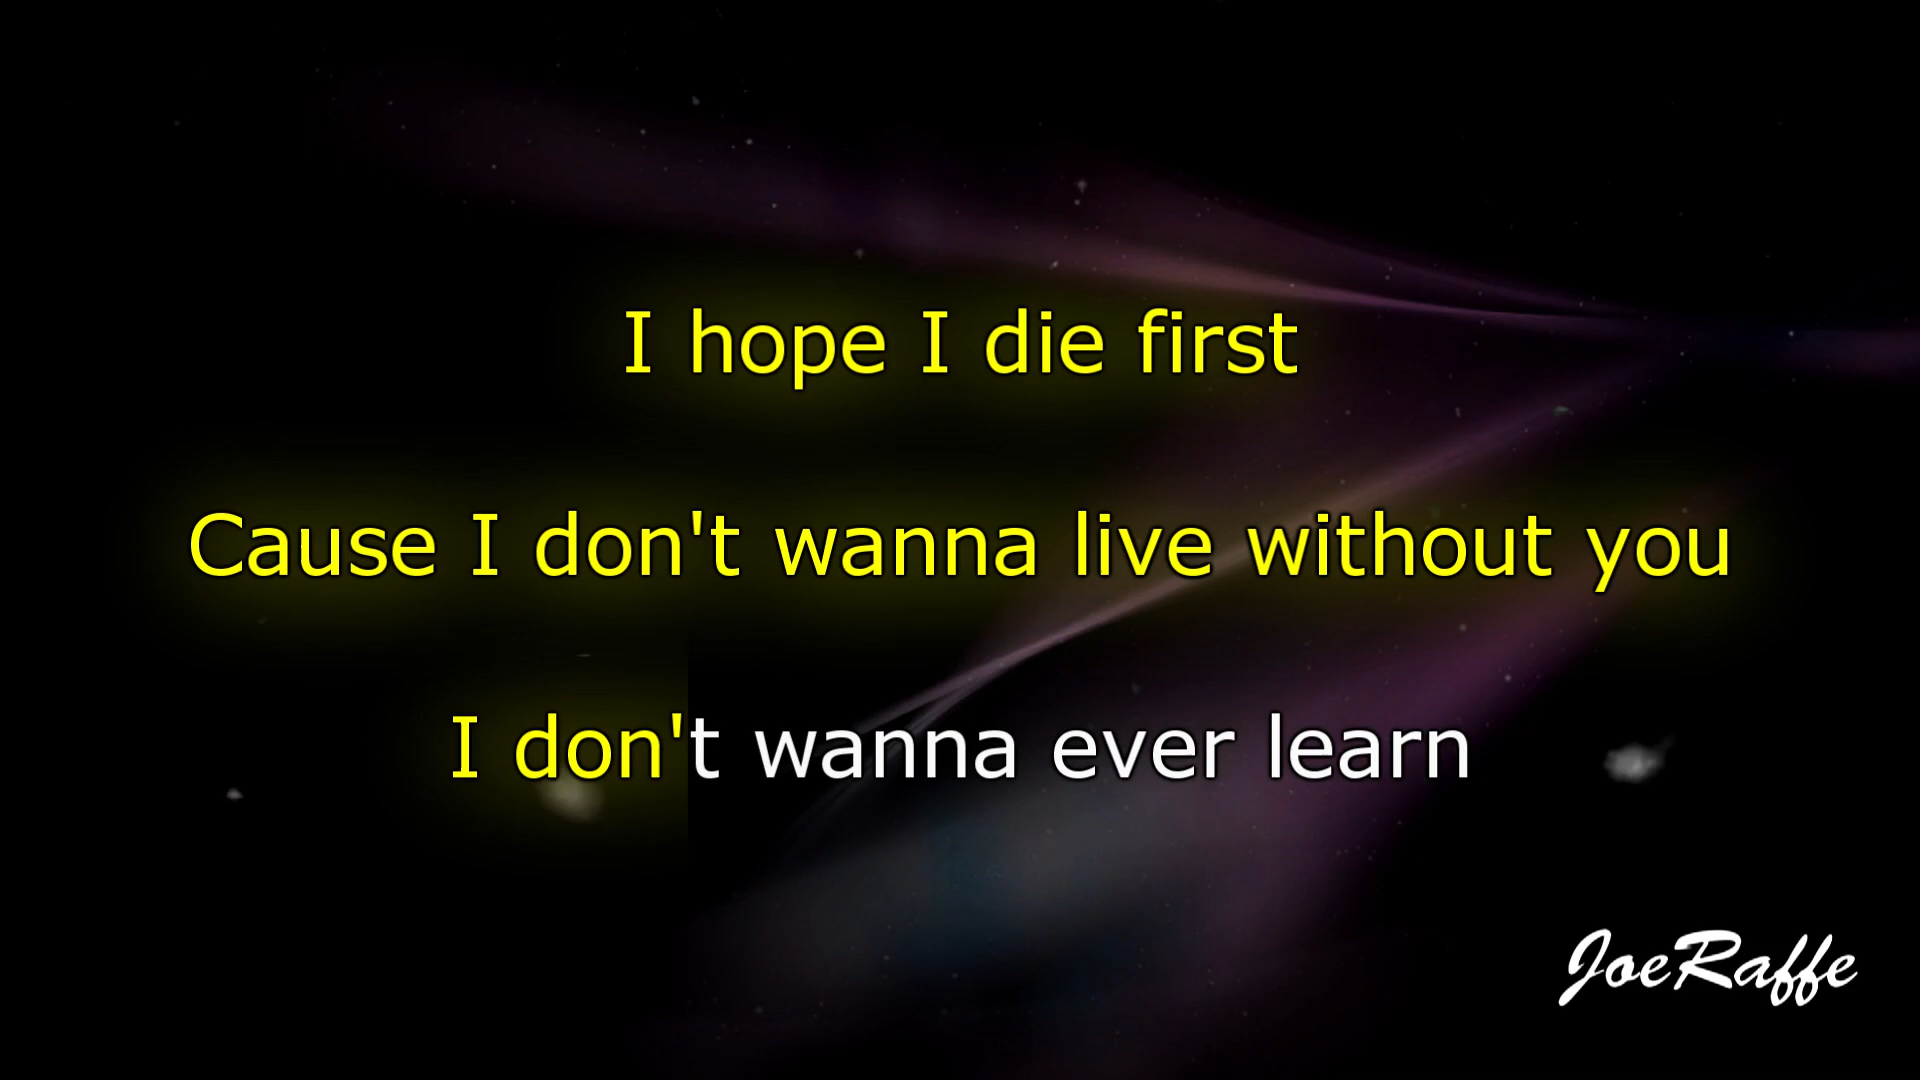 I hope I die first
Cause I don't wanna live without you
I don't wanna ever learn
JoeRaffe